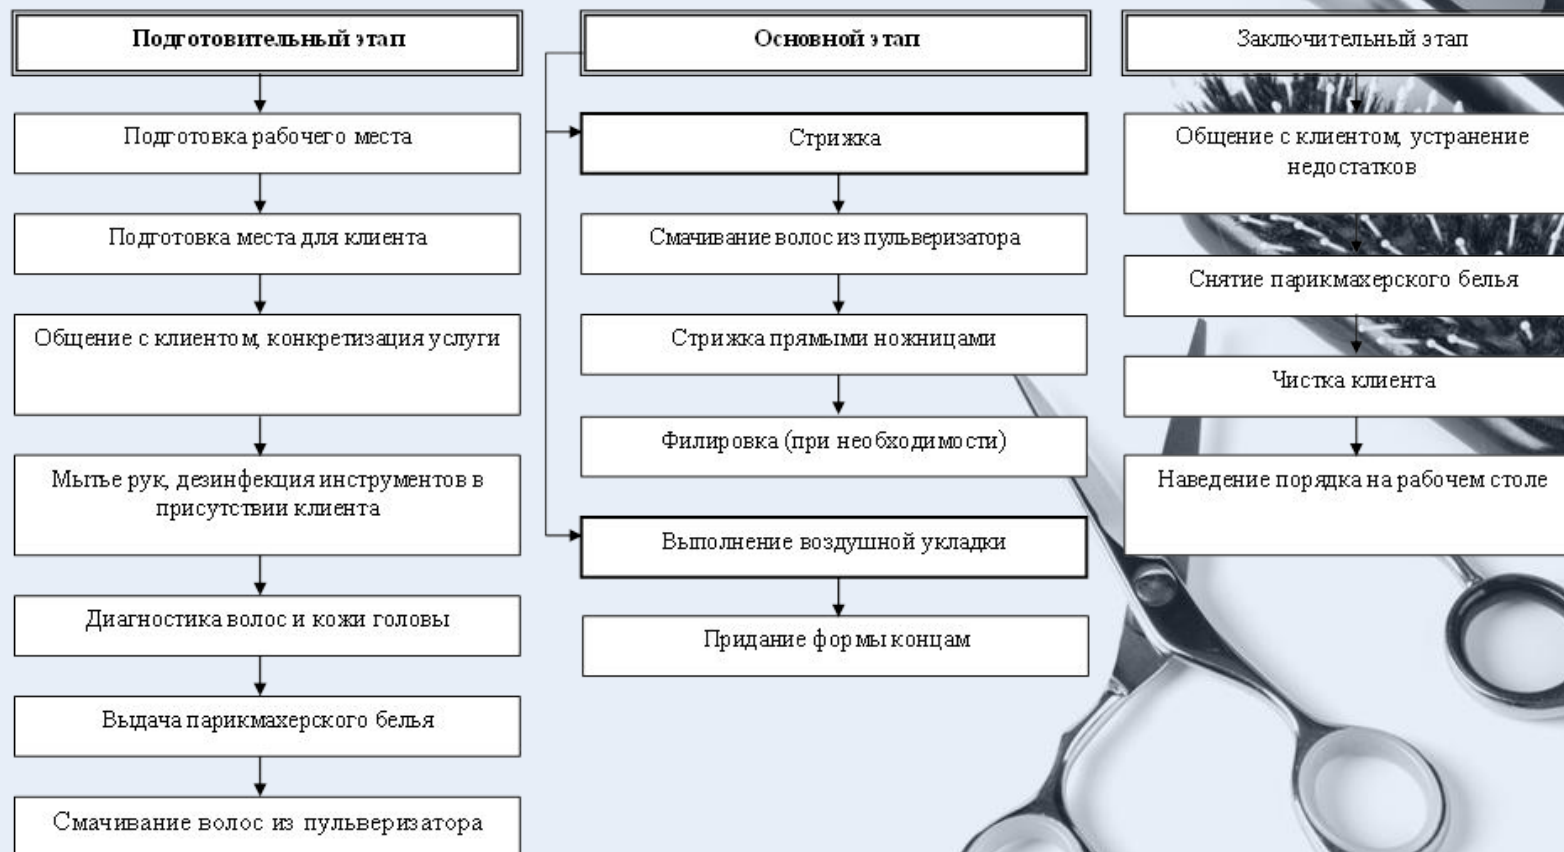 Подготовительный этап
Подготовка рабочего места
Подготовка места для клиента
Общение с клиентом, конкретизация услуги
Мытье рук, дезинфекция инструментов в
присутствии клиента
Диагностика волос и кожи головы
Выдача парикмахерского белья
Смачивание волос из пульверизатора
Основной этап
Стрижка
Смачивание волос из пульверизатора
Стрижка прямыми ножницами
Филировка (при необходимости)
Выполнение воздушной укладки
Придание формы концам
Заключительный этап
Общение с клиентом, устранение
недостатков
Снятие парикмахерского белья
Чистка клиента
Наведение порядка на рабочем столе